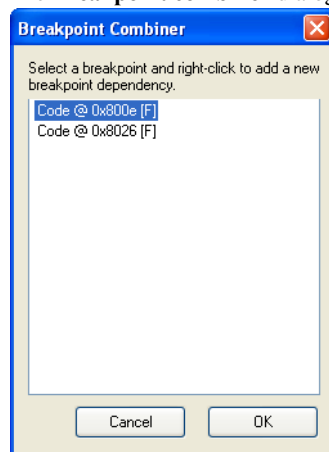 Breakpoint Combiner
Select a breakpoint and right-click to add a new
breakpoint dependency.
Code @ 0x800e [F]
Code @ 0x8026 [F]
Cancel OK